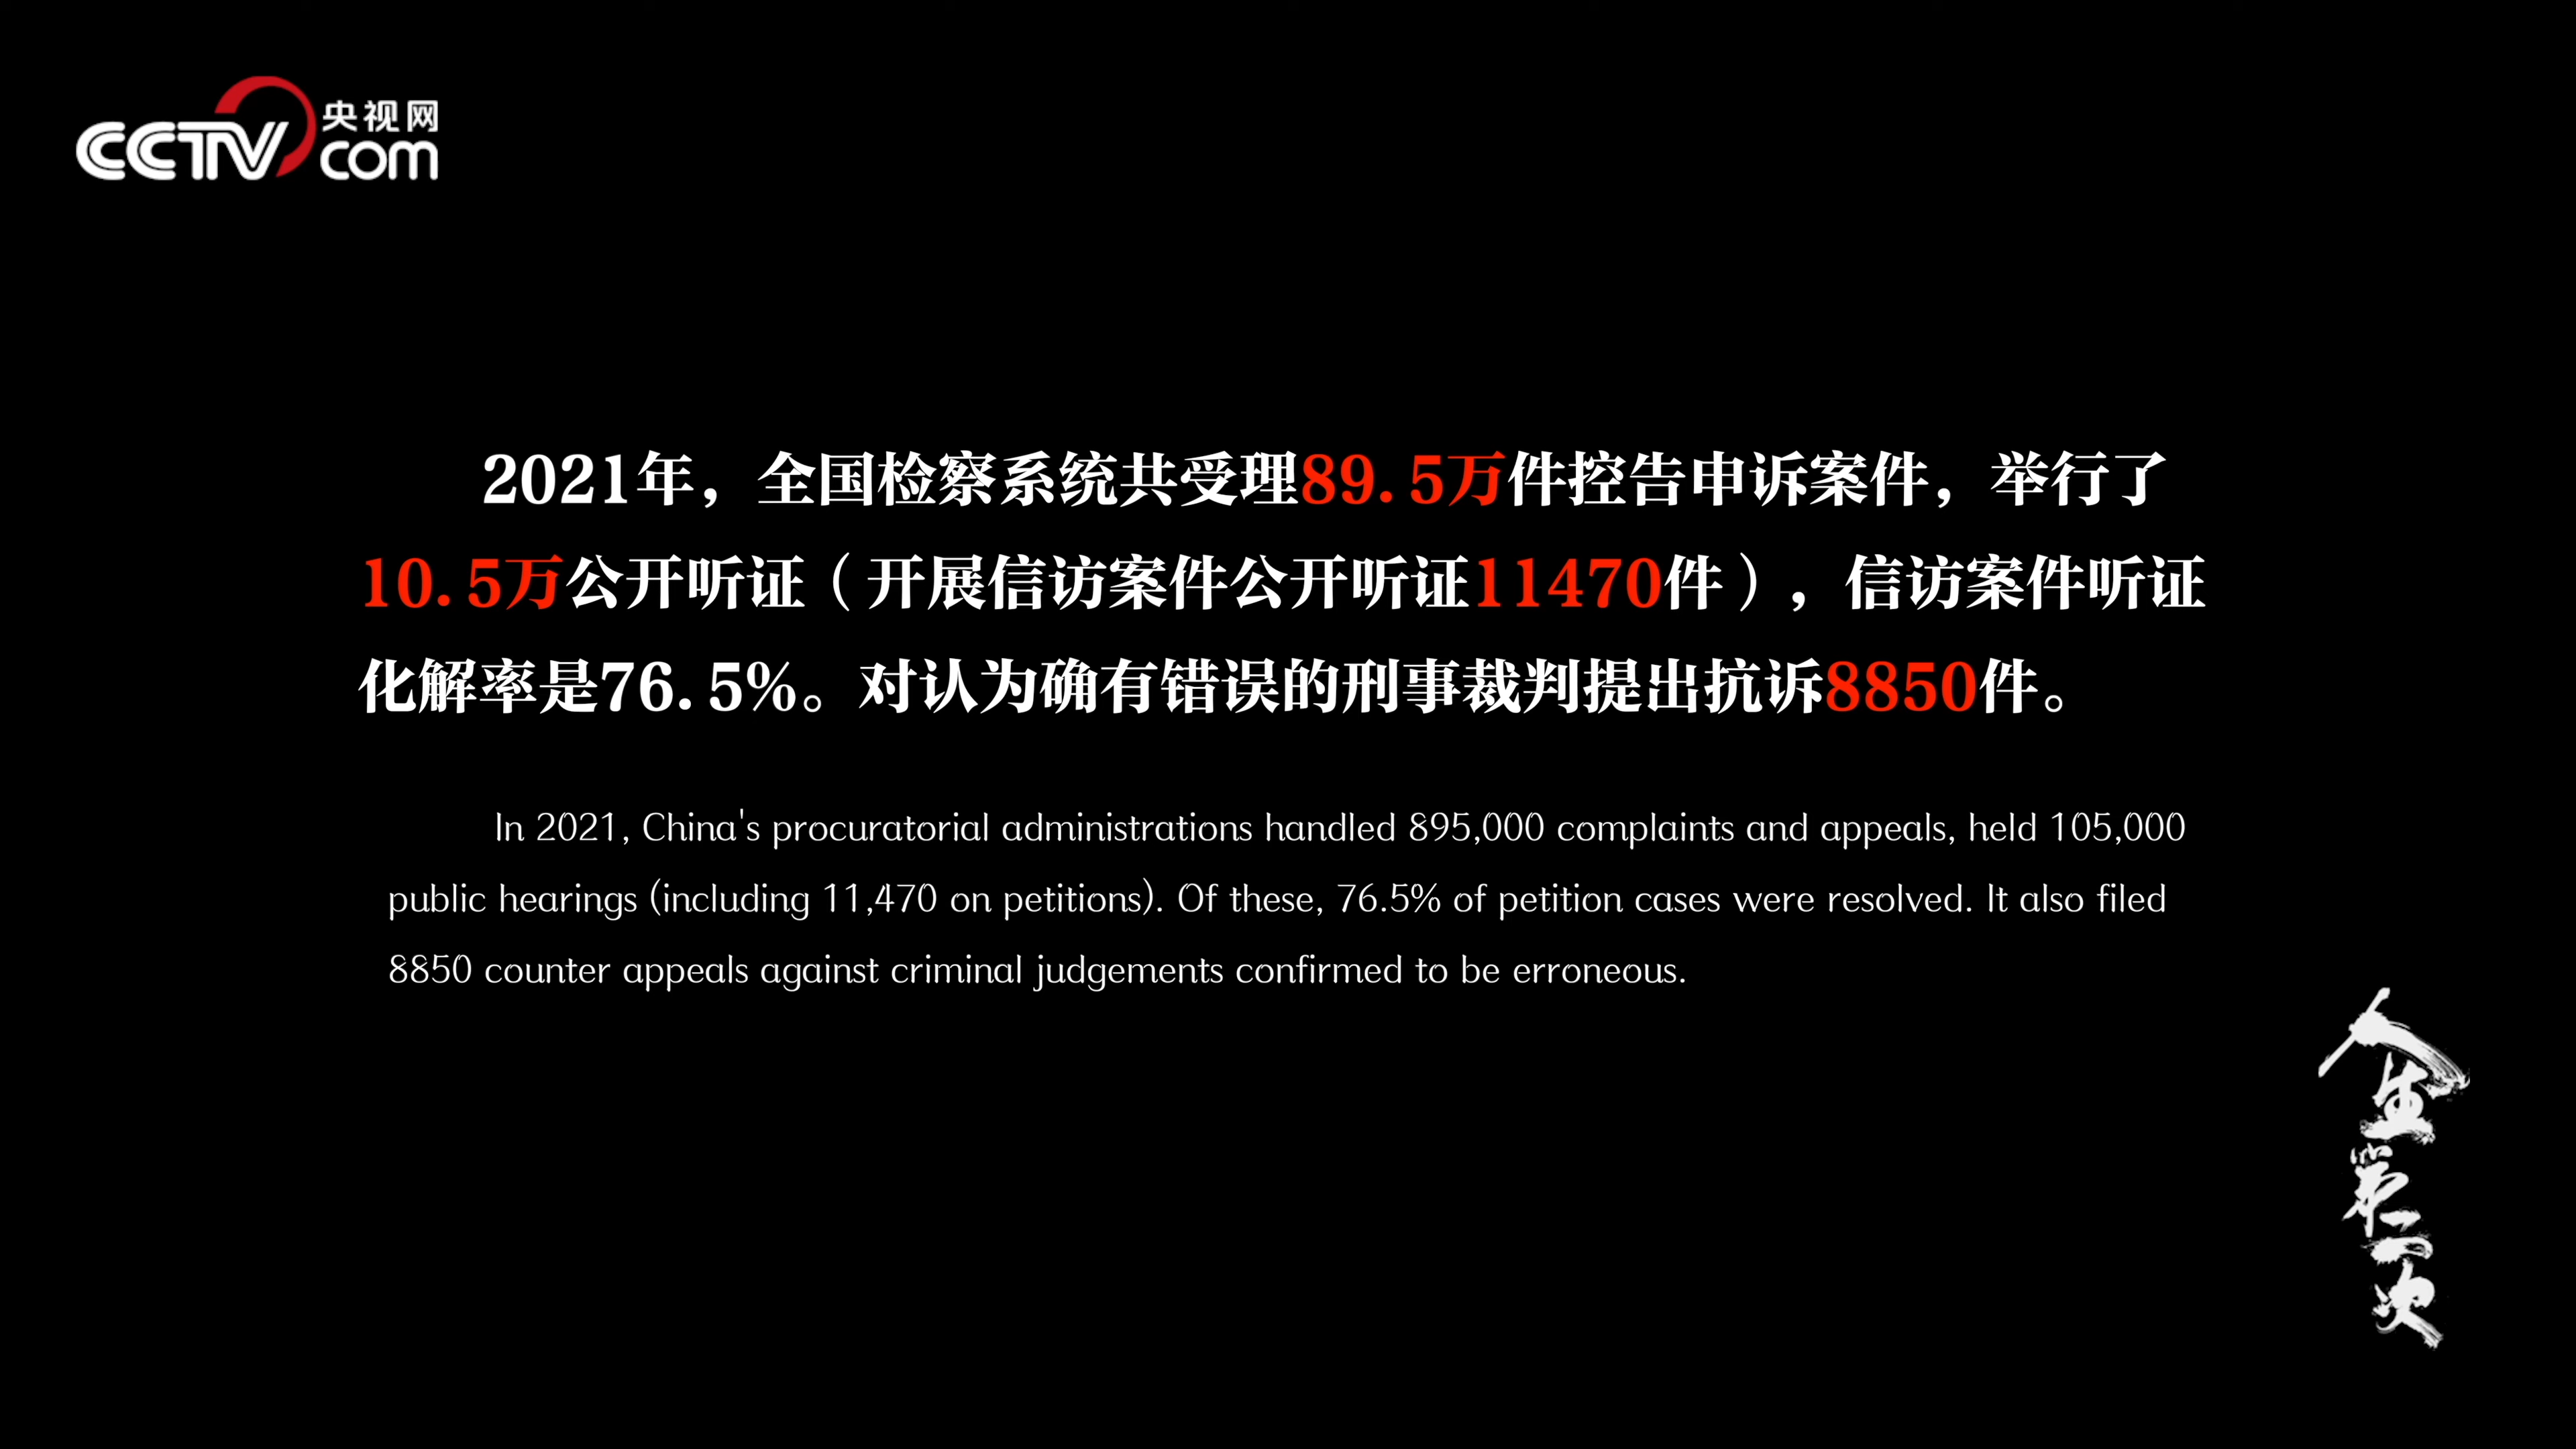 央视网
CCTV com
2021年，全国检察系统共受理89.5万件控告申诉案件，举行了
10.5万公开听证（开展信访案件公开听证11470件），信访案件听证
化解率是76.5%。对认为确有错误的刑事裁判提出抗诉8850件。
In 2021, China's procuratorial administrations handled 895,000 complaints and appeals, held 105,000
public hearings (including 11,470 on petitions). Of these, 76.5% of petition cases were resolved. It also filed
8850 counter appeals against criminal judgements confirmed to be erroneous.
人生第二次